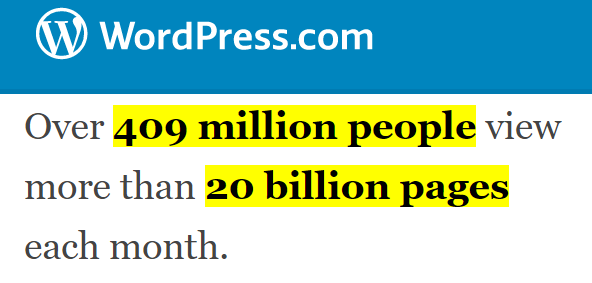 WordPress.com
Over 409 million people view
more than 20 billion pages
each month.